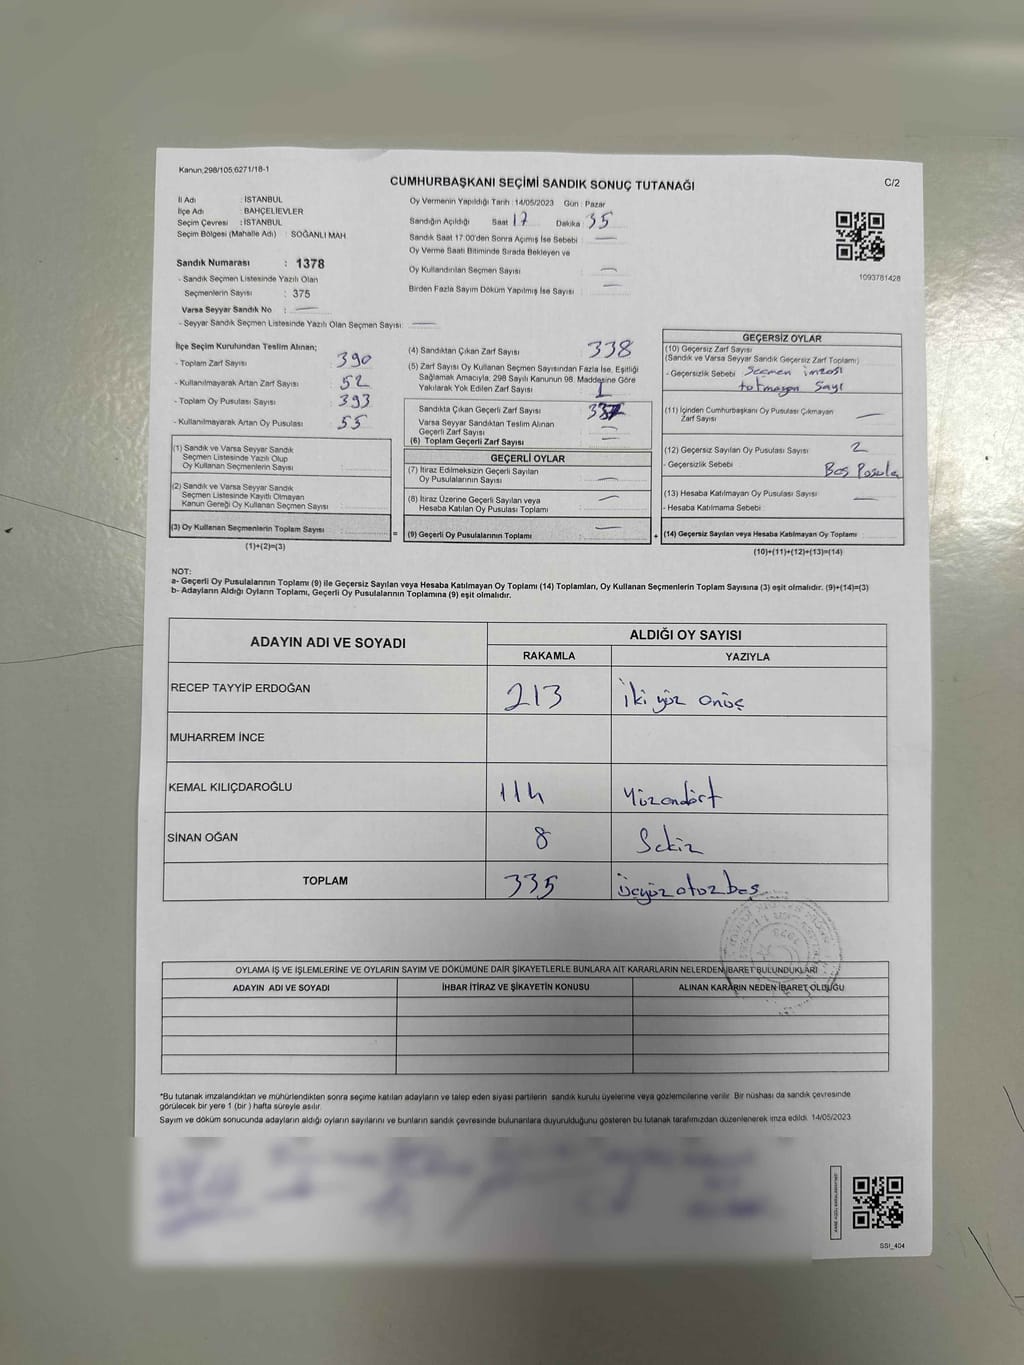 Kanun,298/105,6271/18-1
C/2
CUMHURBAŞKANI SEÇİMİ SANDIK SONUÇ TUTANAĞI
İl Adı : İSTANBUL
İlçe Adı : BAHÇELİEVLER
Seçim Çevresi : İSTANBUL
Seçim Bölgesi (Mahalle Adı) : SOĞANLI MAH.
Sandık Numarası : 1378
- Sandık Seçmen Listesinde Yazılı Olan
Seçmenlerin Sayısı : 375
Varsa Seyyar Sandık No :
- Seyyar Sandık Seçmen Listesinde Yazılı Olan Seçmen Sayısı:
Oy Vermenin Yapıldığı Tarih : 14/05/2023 Gün : Pazar
Sandığın Açıldığı Saat 17 Dakika 35
Sandık Saat 17.00'den Sonra Açılmış İse Sebebi
Oy Verme Saati Bitiminde Sırada Bekleyen ve
Oy Kullandırılan Seçmen Sayısı
Birden Fazla Sayım Döküm Yapılmış İse Sayısı
1093781428
İlçe Seçim Kurulundan Teslim Alınan;
- Toplam Zarf Sayısı 390
- Kullanılmayarak Artan Zarf Sayısı 52
- Toplam Oy Pusulası Sayısı 393
- Kullanılmayarak Artan Oy Pusulası 55
(1) Sandık ve Varsa Seyyar Sandık
Seçmen Listesinde Yazılı Olup
Oy Kullanan Seçmenlerin Sayısı
(2) Sandık ve Varsa Seyyar Sandık
Seçmen Listesinde Kayıtlı Olmayan
Kanun Gereği Oy Kullanan Seçmen Sayısı
(3) Oy Kullanan Seçmenlerin Toplam Sayısı
(1)+(2)=(3)
=
(4) Sandıktan Çıkan Zarf Sayısı 338
(5) Zarf Sayısı Oy Kullanan Seçmen Sayısından Fazla İse, Eşitliği
Sağlamak Amacıyla, 298 Sayılı Kanunun 98. Maddesine Göre
Yakılarak Yok Edilen Zarf Sayısı 1
Sandıkta Çıkan Geçerli Zarf Sayısı
Varsa Seyyar Sandıktan Teslim Alınan
Geçerli Zarf Sayısı
(6) Toplam Geçerli Zarf Sayısı
GEÇERLİ OYLAR
(7) İtiraz Edilmeksizin Geçerli Sayılan
Oy Pusulalarının Sayısı
(8) İtiraz Üzerine Geçerli Sayılan veya
Hesaba Katılan Oy Pusulası Toplamı
(9) Geçerli Oy Pusulalarının Toplamı
+
GEÇERSİZ OYLAR
(10) Geçersiz Zarf Sayısı
(Sandık ve Varsa Seyyar Sandık Geçersiz Zarf Toplamı)
- Geçersizlik Sebebi Seçmen imzası
tutmayan Sayı
(11) İçinden Cumhurbaşkanı Oy Pusulası Çıkmayan
Zarf Sayısı
(12) Geçersiz Sayılan Oy Pusulası Sayısı 2
- Geçersizlik Sebebi Boş Pusula
(13) Hesaba Katılmayan Oy Pusulası Sayısı
- Hesaba Katılmama Sebebi
(14) Geçersiz Sayılan veya Hesaba Katılmayan Oy Toplamı
(10)+(11)+(12)+(13)=(14)
NOT:
a- Geçerli Oy Pusulalarının Toplamı (9) ile Geçersiz Sayılan veya Hesaba Katılmayan Oy Toplamı (14) Toplamları, Oy Kullanan Seçmenlerin Toplam Sayısına (3) eşit olmalıdır. (9)+(14)=(3)
b- Adayların Aldığı Oyların Toplamı, Geçerli Oy Pusulalarının Toplamına (9) eşit olmalıdır.
ADAYIN ADI VE SOYADI
ALDIĞI OY SAYISI
RAKAMLA YAZIYLA
RECEP TAYYİP ERDOĞAN 213 iki yüz onüç
MUHARREM İNCE
KEMAL KILIÇDAROĞLU 114 Yüzondört
SİNAN OĞAN 8 Sekiz
TOPLAM 335 üçyüzotuzbeş
OYLAMA İŞ VE İŞLEMLERİNE VE OYLARIN SAYIM VE DÖKÜMÜNE DAİR ŞİKAYETLERLE BUNLARA AİT KARARLARIN NELERDEN İBARET BULUNDUKLARI
ADAYIN ADI VE SOYADI İHBAR İTİRAZ VE ŞİKAYETİN KONUSU ALINAN KARARIN NEDEN İBARET OLDUĞU
*Bu tutanak imzalandıktan ve mühürlendikten sonra seçime katılan adayların ve talep eden siyasi partilerin sandık kurulu üyelerine veya gözlemcilerine verilir. Bir nüshası da sandık çevresinde
görülecek bir yere 1 (bir ) hafta süreyle asılır.
Sayım ve döküm sonucunda adayların aldığı oyların sayılarını ve bunların sandık çevresinde bulunanlara duyurulduğunu gösteren bu tutanak tarafımızdan düzenlenerek imza edildi. 14/05/2023
SSI_404